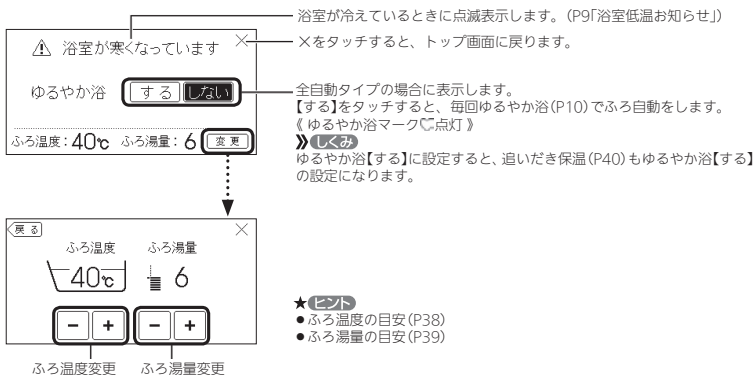 浴室が冷えているときに点滅表示します。(P9「浴室低温お知らせ」)
⚠ 浴室が寒くなっています ×
×をタッチすると、トップ画面に戻ります。
ゆるやか浴 する しない
全自動タイプの場合に表示します。
【する】をタッチすると、毎回ゆるやか浴(P10)でふろ自動をします。
《 ゆるやか浴マーク 点灯 》
しくみ
ゆるやか浴【する】に設定すると、追いだき保温(P40)もゆるやか浴【する】
の設定になります。
ふろ温度:40℃ ふろ湯量:6 変更
戻る ×
ふろ温度 ふろ湯量
40℃ 6
- + - +
★ヒント
●ふろ温度の目安(P38)
●ふろ湯量の目安(P39)
ふろ温度変更 ふろ湯量変更